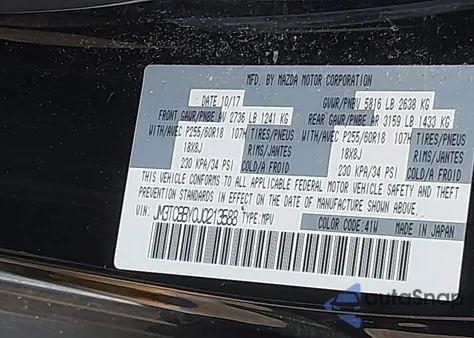 MFD. BY MAZDA MOTOR CORPORATION
DATE 10/17 GVWR/PNBV 5816 LB 2638 KG
FRONT GAWR/PNBE AV 2736 LB 1241 KG REAR GAWR/PNBE AR 3159 LB 1433 KG
WITH/AVEC P255/60R18 107H TIRES/PNEUS WITH/AVEC P255/60R18 107H TIRES/PNEUS
18X8J RIMS/JANTES 18X8J RIMS/JANTES
230 KPA/34 PSI COLD/A FROID 230 KPA/34 PSI COLD/A FROID
THIS VEHICLE CONFORMS TO ALL APPLICABLE FEDERAL MOTOR VEHICLE SAFETY AND THEFT
PREVENTION STANDARDS IN EFFECT ON THE DATE OF MANUFACTURE SHOWN ABOVE.
VIN: JM3TCBBY0J0213588 TYPE:MPV COLOR CODE:41W MADE IN JAPAN
autoSnap